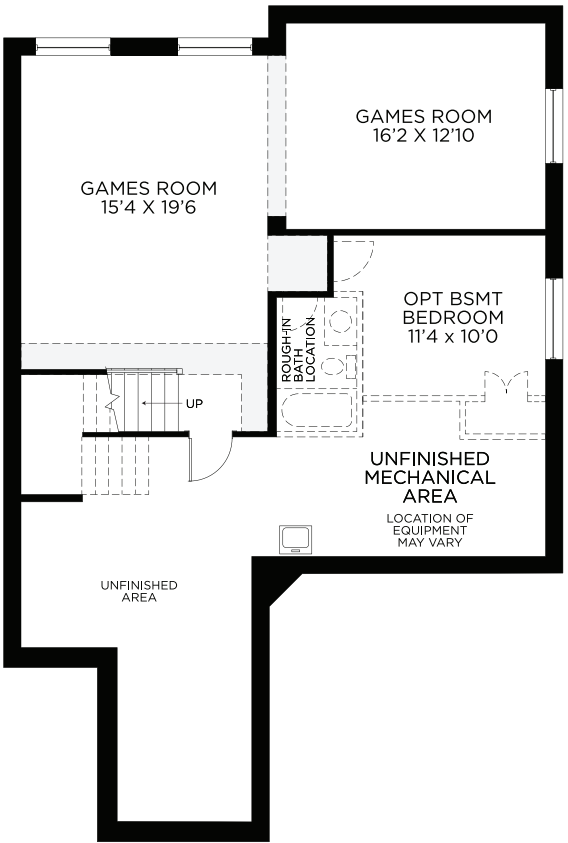 GAMES ROOM
16'2 X 12'10
GAMES ROOM
15'4 X 19'6
OPT BSMT
BEDROOM
11'4 x 10'0
ROUGH-IN
BATH
LOCATION
UP
UNFINISHED
MECHANICAL
AREA
LOCATION OF
EQUIPMENT
MAY VARY
UNFINISHED
AREA